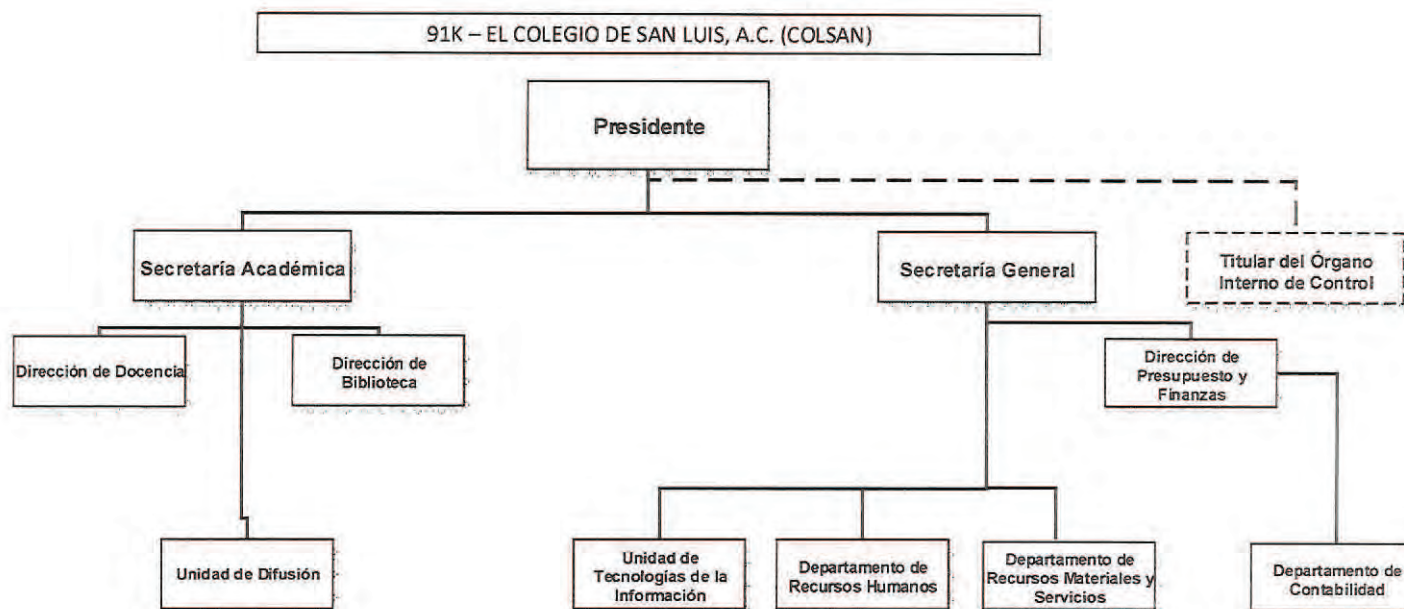 91K – EL COLEGIO DE SAN LUIS, A.C. (COLSAN)
Presidente
Secretaría Académica
Secretaría General
Titular del Órgano
Interno de Control
Dirección de Docencia
Dirección de
Biblioteca
Dirección de
Presupuesto y
Finanzas
Unidad de Difusión
Unidad de
Tecnologías de la
Información
Departamento de
Recursos Humanos
Departamento de
Recursos Materiales y
Servicios
Departamento de
Contabilidad